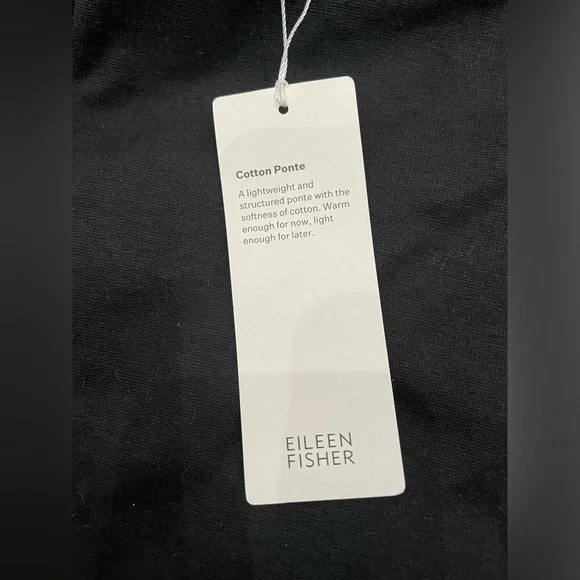 Cotton Ponte
A lightweight and
structured ponte with the
softness of cotton. Warm
enough for now, light
enough for later.
EILEEN
FISHER